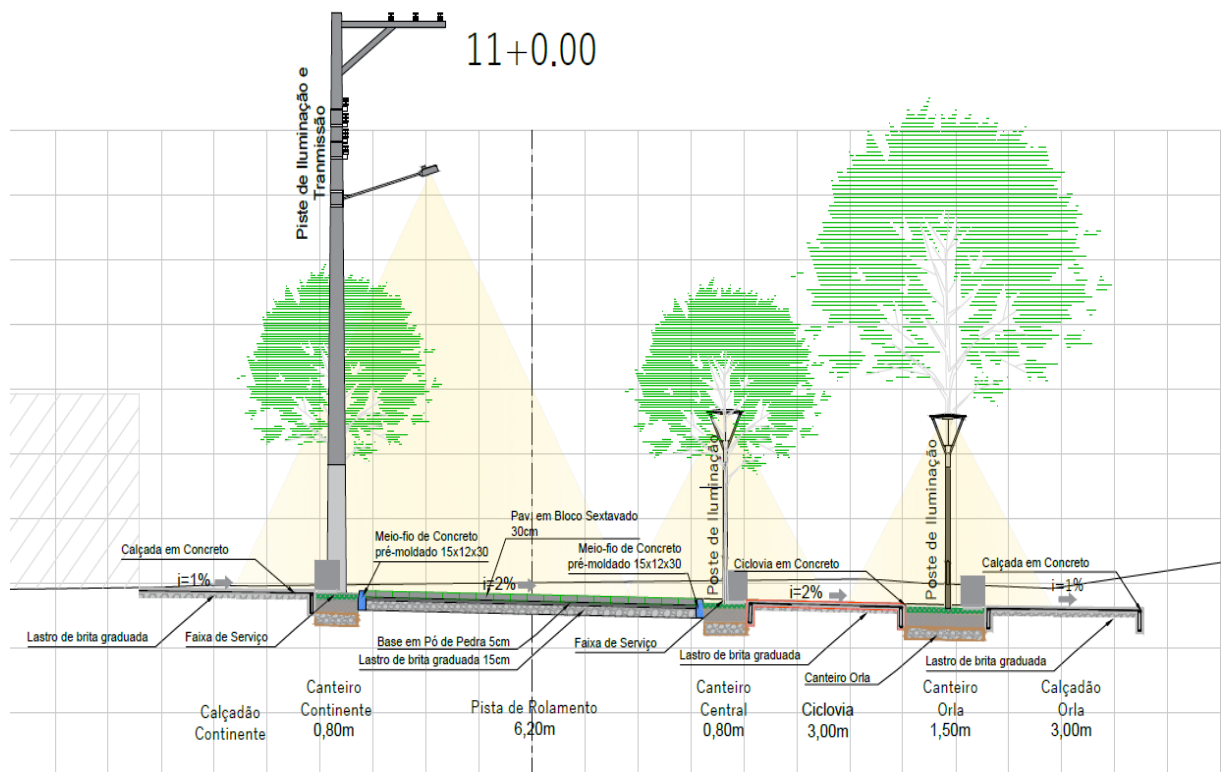 11+0.00
Piste de Iluminação e
Tranmissão
Poste de Iluminação
Poste de Iluminação
Pav. em Bloco Sextavado
30cm
Meio-fio de Concreto
pré-moldado 15x12x30
Meio-fio de Concreto
pré-moldado 15x12x30
Calçada em Concreto
Ciclovia em Concreto
Calçada em Concreto
i=1%
i=2%
i=2%
i=1%
Lastro de brita graduada
Faixa de Serviço
Base em Pó de Pedra 5cm
Lastro de brita graduada 15cm
Faixa de Serviço
Lastro de brita graduada
Canteiro Orla
Lastro de brita graduada
Calçadão
Continente
Canteiro
Continente
0,80m
Pista de Rolamento
6,20m
Canteiro
Central
0,80m
Ciclovia
3,00m
Canteiro
Orla
1,50m
Calçadão
Orla
3,00m